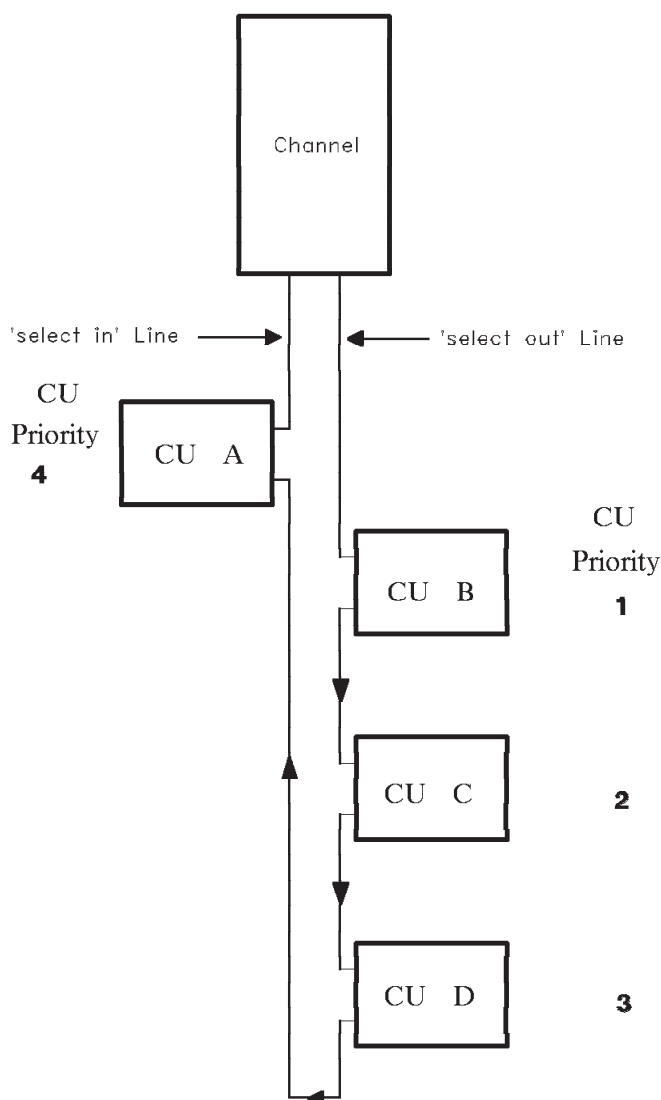 Channel
'select in' Line
'select out' Line
CU
Priority
4
CU A
CU
Priority
1
CU B
CU C
2
CU D
3